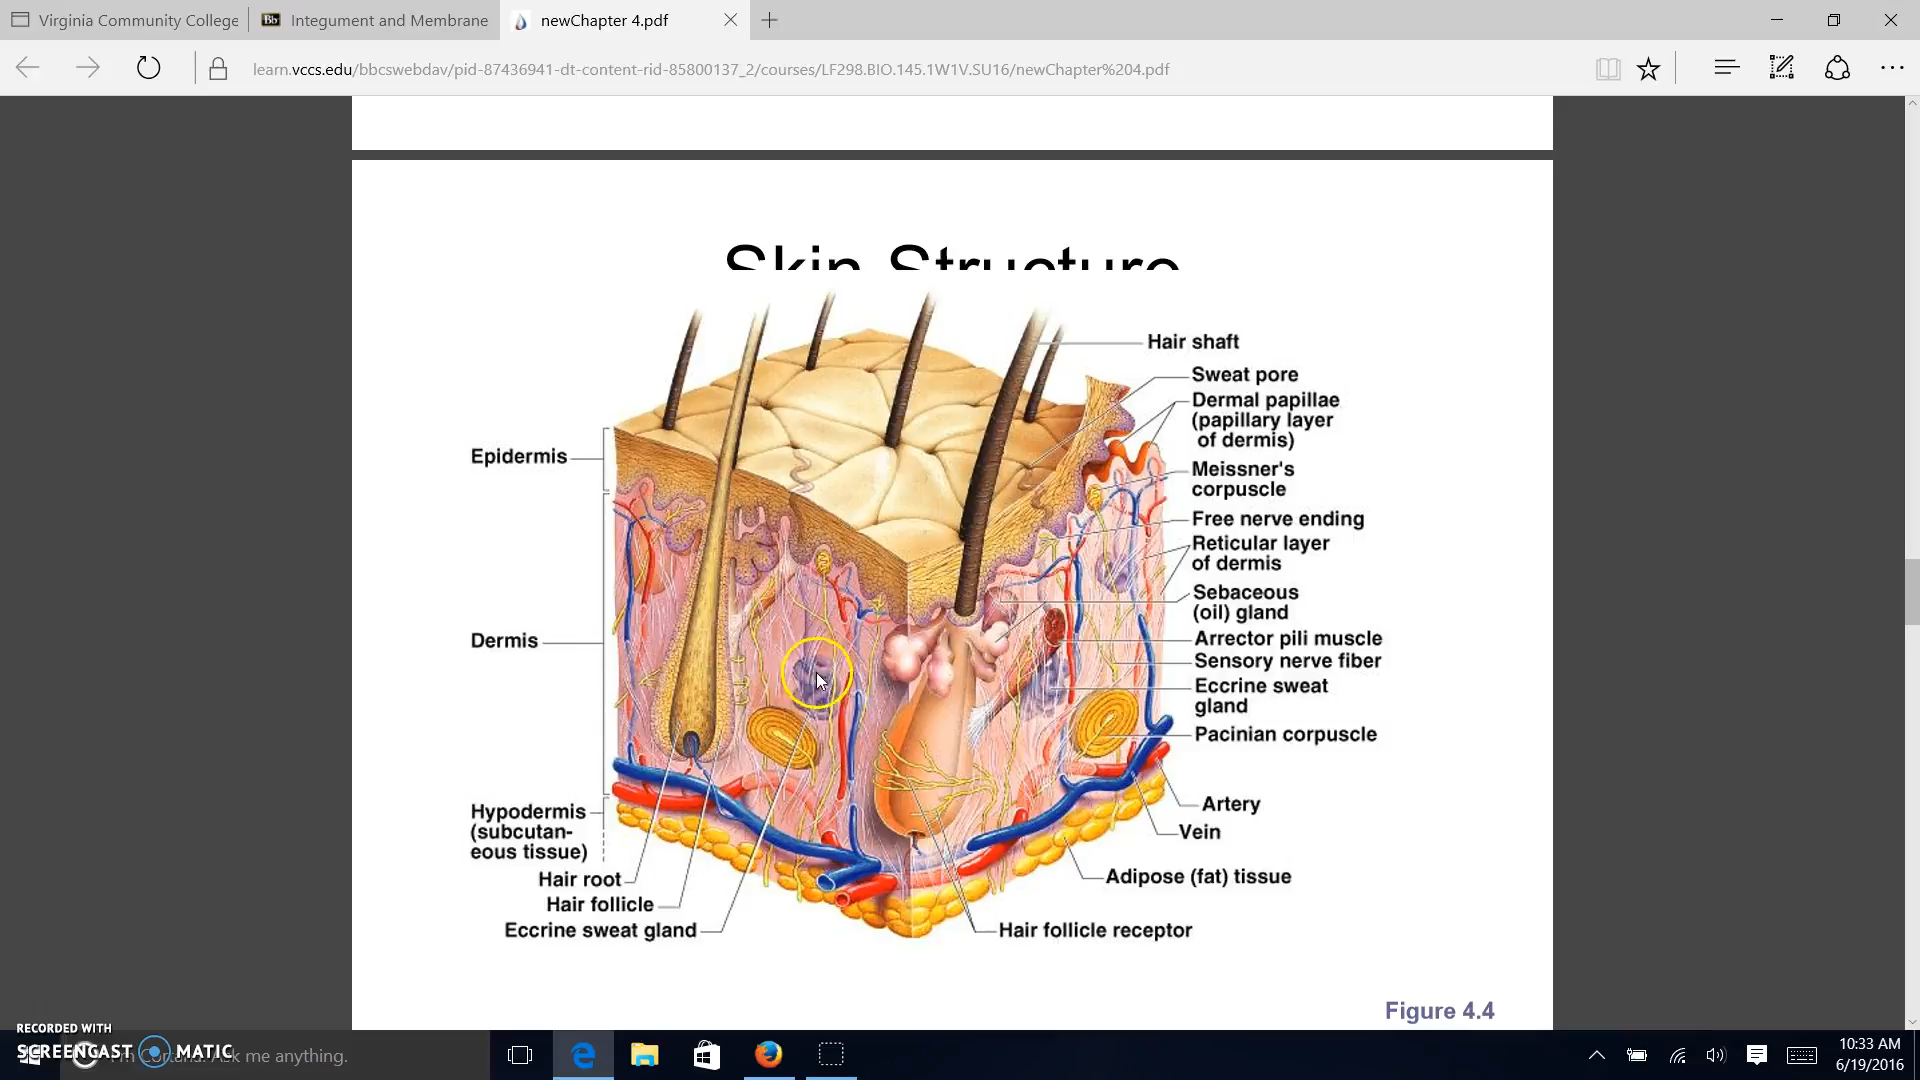 Virginia Community College
Bb Integument and Membrane
newChapter 4.pdf
learn.vccs.edu/bbcswebdav/pid-87436941-dt-content-rid-85800137_2/courses/LF298.BIO.145.1W1V.SU16/newChapter%204.pdf
Skin Structure
Hair shaft
Sweat pore
Dermal papillae
(papillary layer
of dermis)
Epidermis
Meissner's
corpuscle
Free nerve ending
Reticular layer
of dermis
Sebaceous
(oil) gland
Dermis
Arrector pili muscle
Sensory nerve fiber
Eccrine sweat
gland
Pacinian corpuscle
Hypodermis
(subcutan-
eous tissue)
Artery
Vein
Hair root
Adipose (fat) tissue
Hair follicle
Eccrine sweat gland
Hair follicle receptor
Figure 4.4
RECORDED WITH
SCREENCAST MATIC
Cortana. Ask me anything.
10:33 AM
6/19/2016